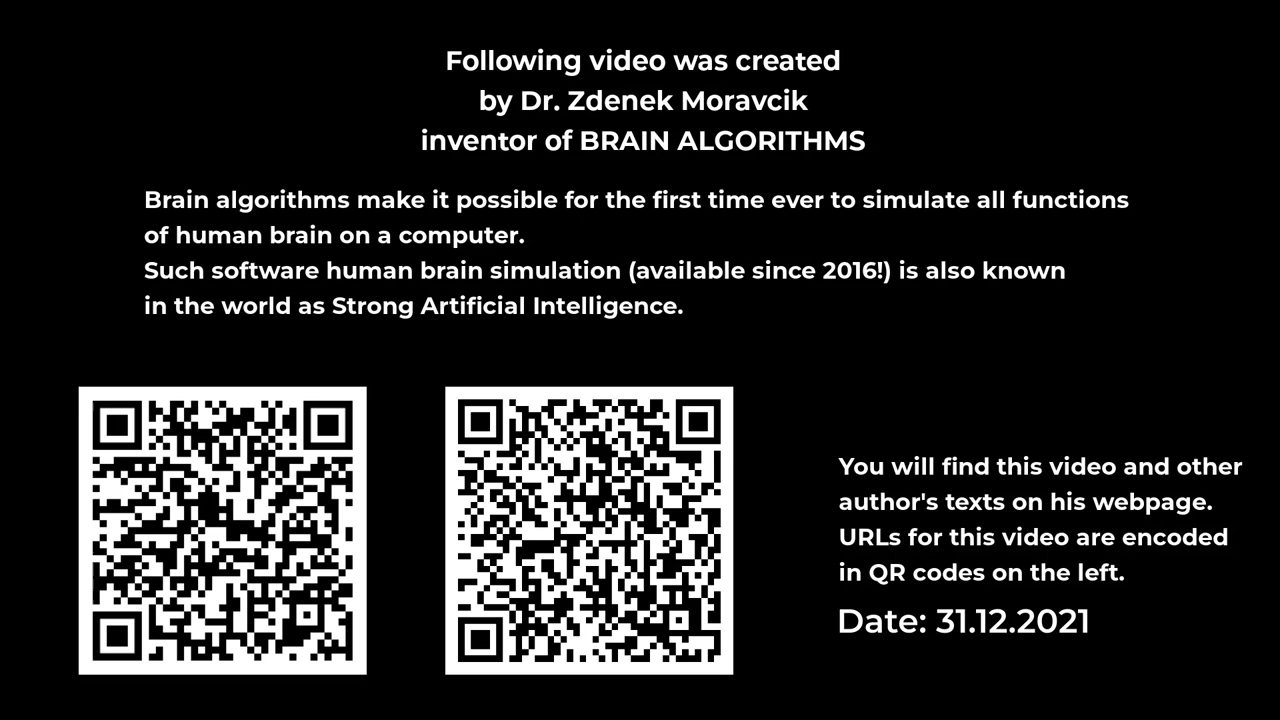 Following video was created
by Dr. Zdenek Moravcik
inventor of BRAIN ALGORITHMS
Brain algorithms make it possible for the first time ever to simulate all functions
of human brain on a computer.
Such software human brain simulation (available since 2016!) is also known
in the world as Strong Artificial Intelligence.
You will find this video and other
author's texts on his webpage.
URLs for this video are encoded
in QR codes on the left.
Date: 31.12.2021